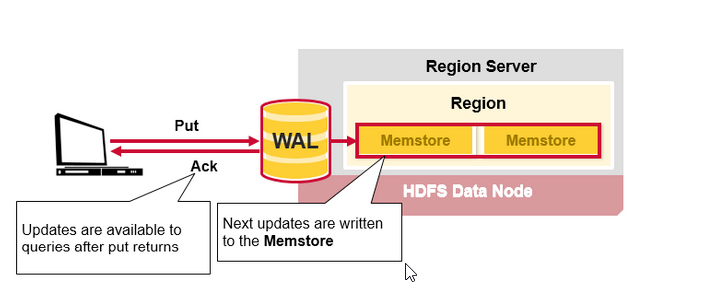 Region Server
Region
Put
WAL
Memstore
Memstore
Ack
HDFS Data Node
Updates are available to
queries after put returns
Next updates are written
to the Memstore